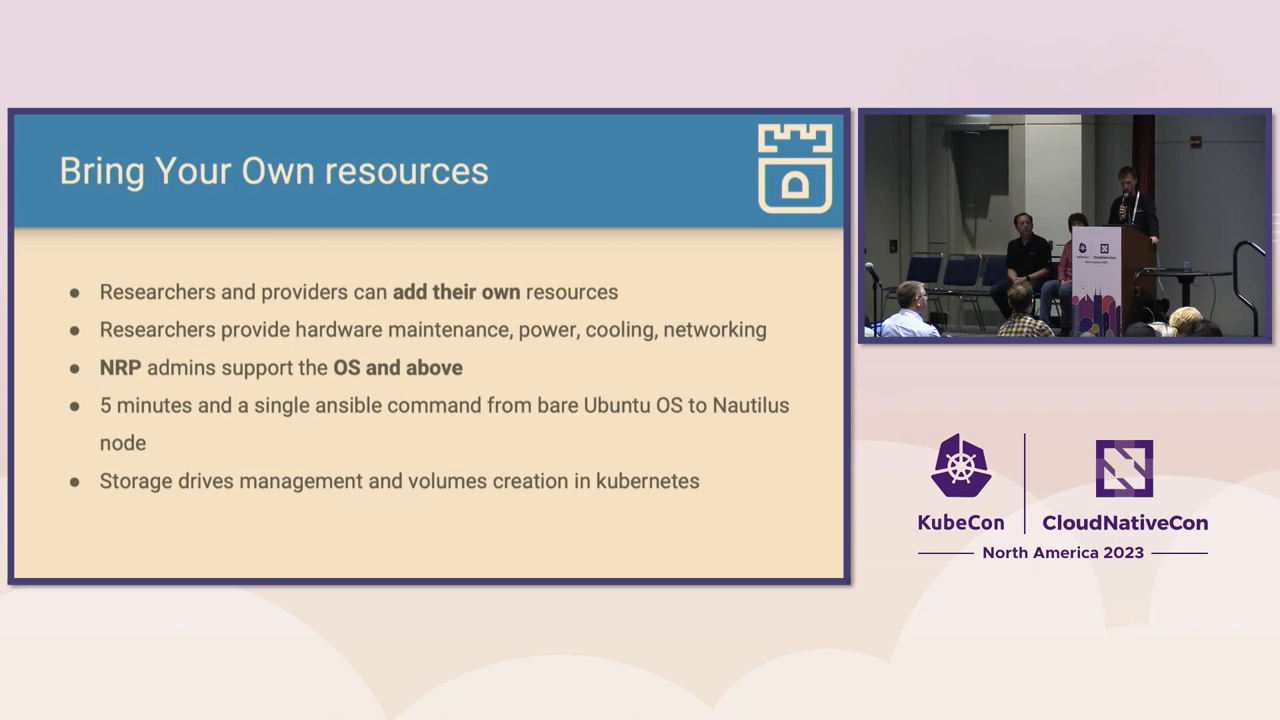 Bring Your Own resources
● Researchers and providers can add their own resources
● Researchers provide hardware maintenance, power, cooling, networking
● NRP admins support the OS and above
● 5 minutes and a single ansible command from bare Ubuntu OS to Nautilus
node
● Storage drives management and volumes creation in kubernetes
KubeCon
CloudNativeCon
North America 2023